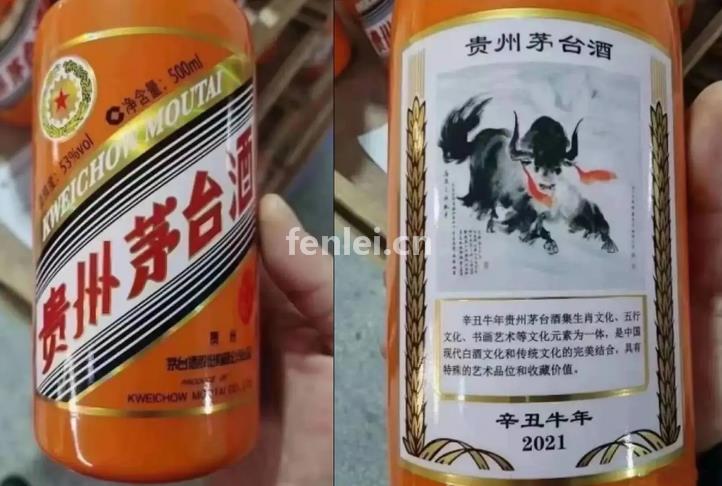 净含量: 500ml
53%vol
KWEICHOW MOUTAI
贵州茅台酒
贵州
PRODUCE OF
KWEICHOW MOUTAI CO., LTD
fenlei.cn
贵州茅台酒
辛丑牛年贵州茅台酒集生肖文化、五行
文化、书画艺术等文化元素为一体,是中国
现代白酒文化和传统文化的完美结合,具有
特殊的艺术品位和收藏价值。
辛丑牛年
2021